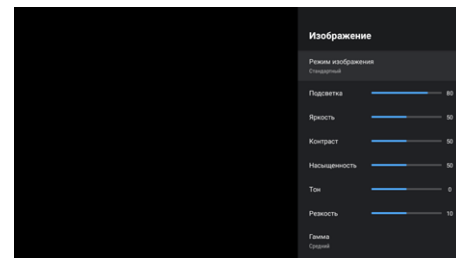 Изображение
Режим изображения
Стандартный
Подсветка 80
Яркость 50
Контраст 50
Насыщенность 50
Тон 0
Резкость 10
Гамма
Средний